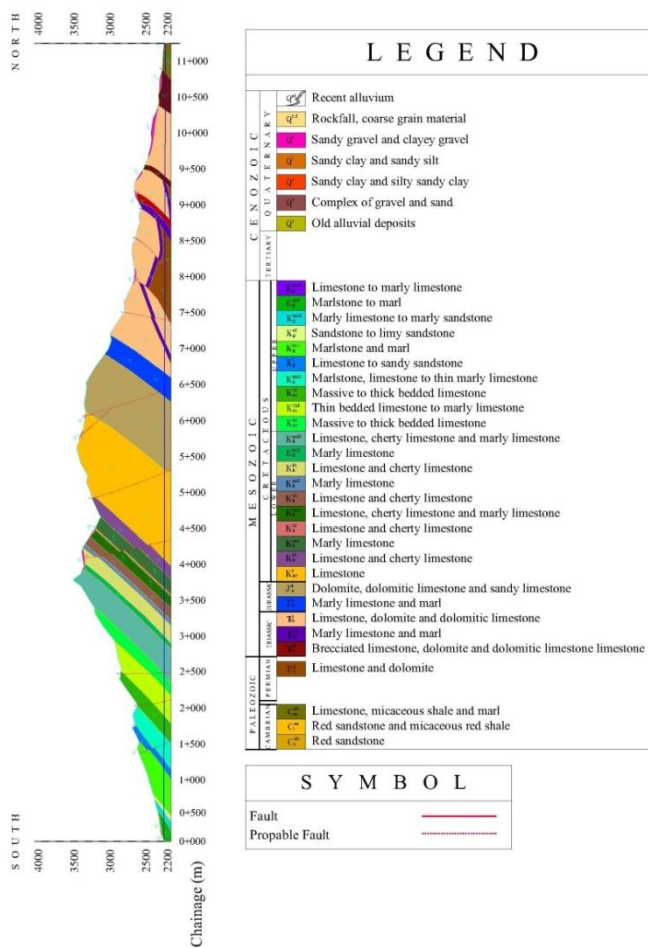 NORTH
4000
3500
3000
2500
2200
11+000
10+500
10+000
9+500
9+000
8+500
8+000
7+500
7+000
6+500
6+000
5+500
5+000
4+500
4+000
3+500
3+000
2+500
2+000
1+500
1+000
0+500
0+000
SOUTH
4000
3500
3000
2500
2200
Chainage (m)
LEGEND
CENOZOIC
QUATERNARY
TERTIARY
MESOZOIC
CRETACEOUS
UPPER
LOWER
JURASSIC
TRIASSIC
PALEOZOIC
PERMIAN
CAMBRIAN
Recent alluvium
Rockfall, coarse grain material
Sandy gravel and clayey gravel
Sandy clay and sandy silt
Sandy clay and silty sandy clay
Complex of gravel and sand
Old alluvial deposits
Limestone to marly limestone
Marlstone to marl
Marly limestone to marly sandstone
Sandstone to limy sandstone
Marlstone and marl
Limestone to sandy sandstone
Marlstone, limestone to thin marly limestone
Massive to thick bedded limestone
Thin bedded limestone to marly limestone
Massive to thick bedded limestone
Limestone, cherty limestone and marly limestone
Marly limestone
Limestone and cherty limestone
Marly limestone
Limestone and cherty limestone
Limestone, cherty limestone and marly limestone
Limestone and cherty limestone
Marly limestone
Limestone and cherty limestone
Limestone
Dolomite, dolomitic limestone and sandy limestone
Marly limestone and marl
Limestone, dolomite and dolomitic limestone
Marly limestone and marl
Brecciated limestone, dolomite and dolomitic limestone limestone
Limestone and dolomite
Limestone, micaceous shale and marl
Red sandstone and micaceous red shale
Red sandstone
SYMBOL
Fault
Propable Fault